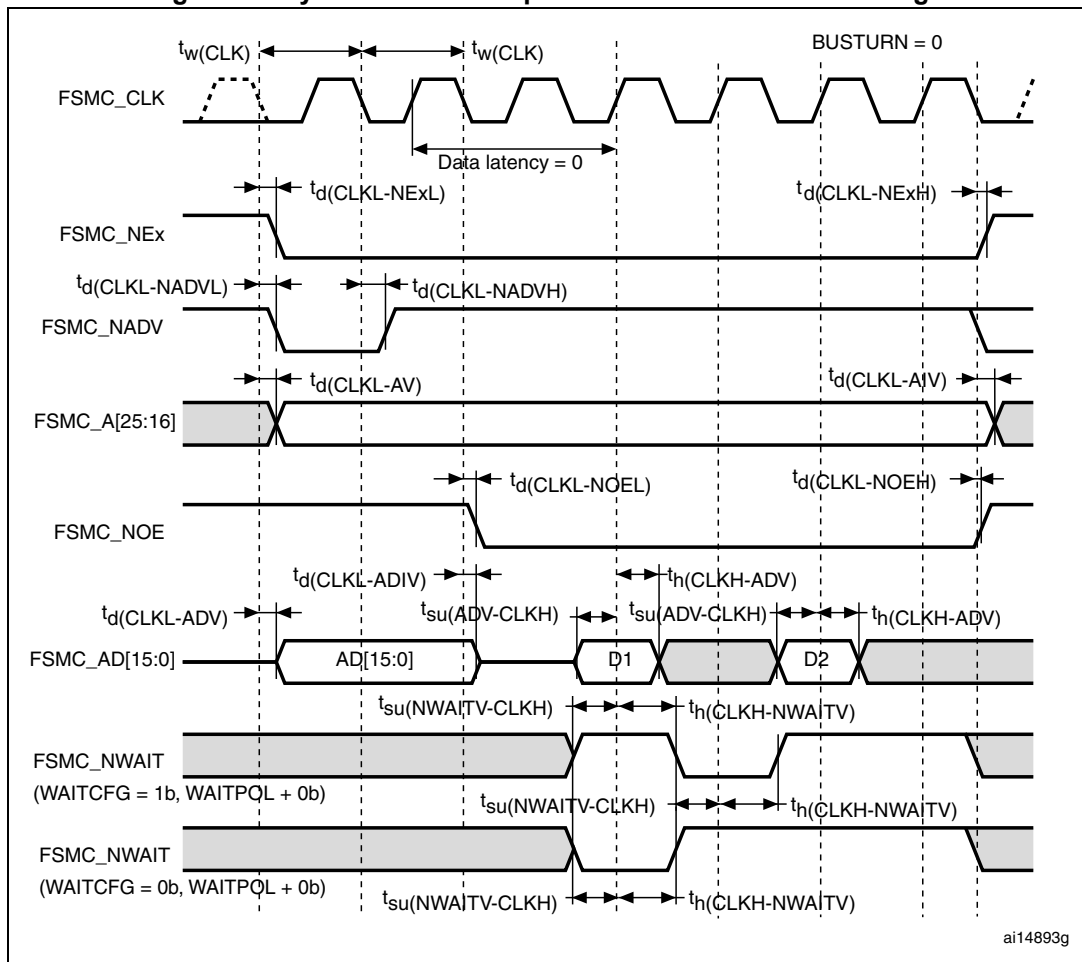 BUSTURN = 0
tw(CLK) tw(CLK)
FSMC_CLK
Data latency = 0
td(CLKL-NExL) td(CLKL-NExH)
FSMC_NEx
td(CLKL-NADVL) td(CLKL-NADVH)
FSMC_NADV
td(CLKL-AV) td(CLKL-AIV)
FSMC_A[25:16]
td(CLKL-NOEL) td(CLKL-NOEH)
FSMC_NOE
td(CLKL-ADIV) th(CLKH-ADV)
td(CLKL-ADV) tsu(ADV-CLKH) tsu(ADV-CLKH) th(CLKH-ADV)
FSMC_AD[15:0] AD[15:0] D1 D2
tsu(NWAITV-CLKH) th(CLKH-NWAITV)
FSMC_NWAIT
(WAITCFG = 1b, WAITPOL + 0b)
tsu(NWAITV-CLKH) th(CLKH-NWAITV)
FSMC_NWAIT
(WAITCFG = 0b, WAITPOL + 0b)
tsu(NWAITV-CLKH) th(CLKH-NWAITV)
ai14893g